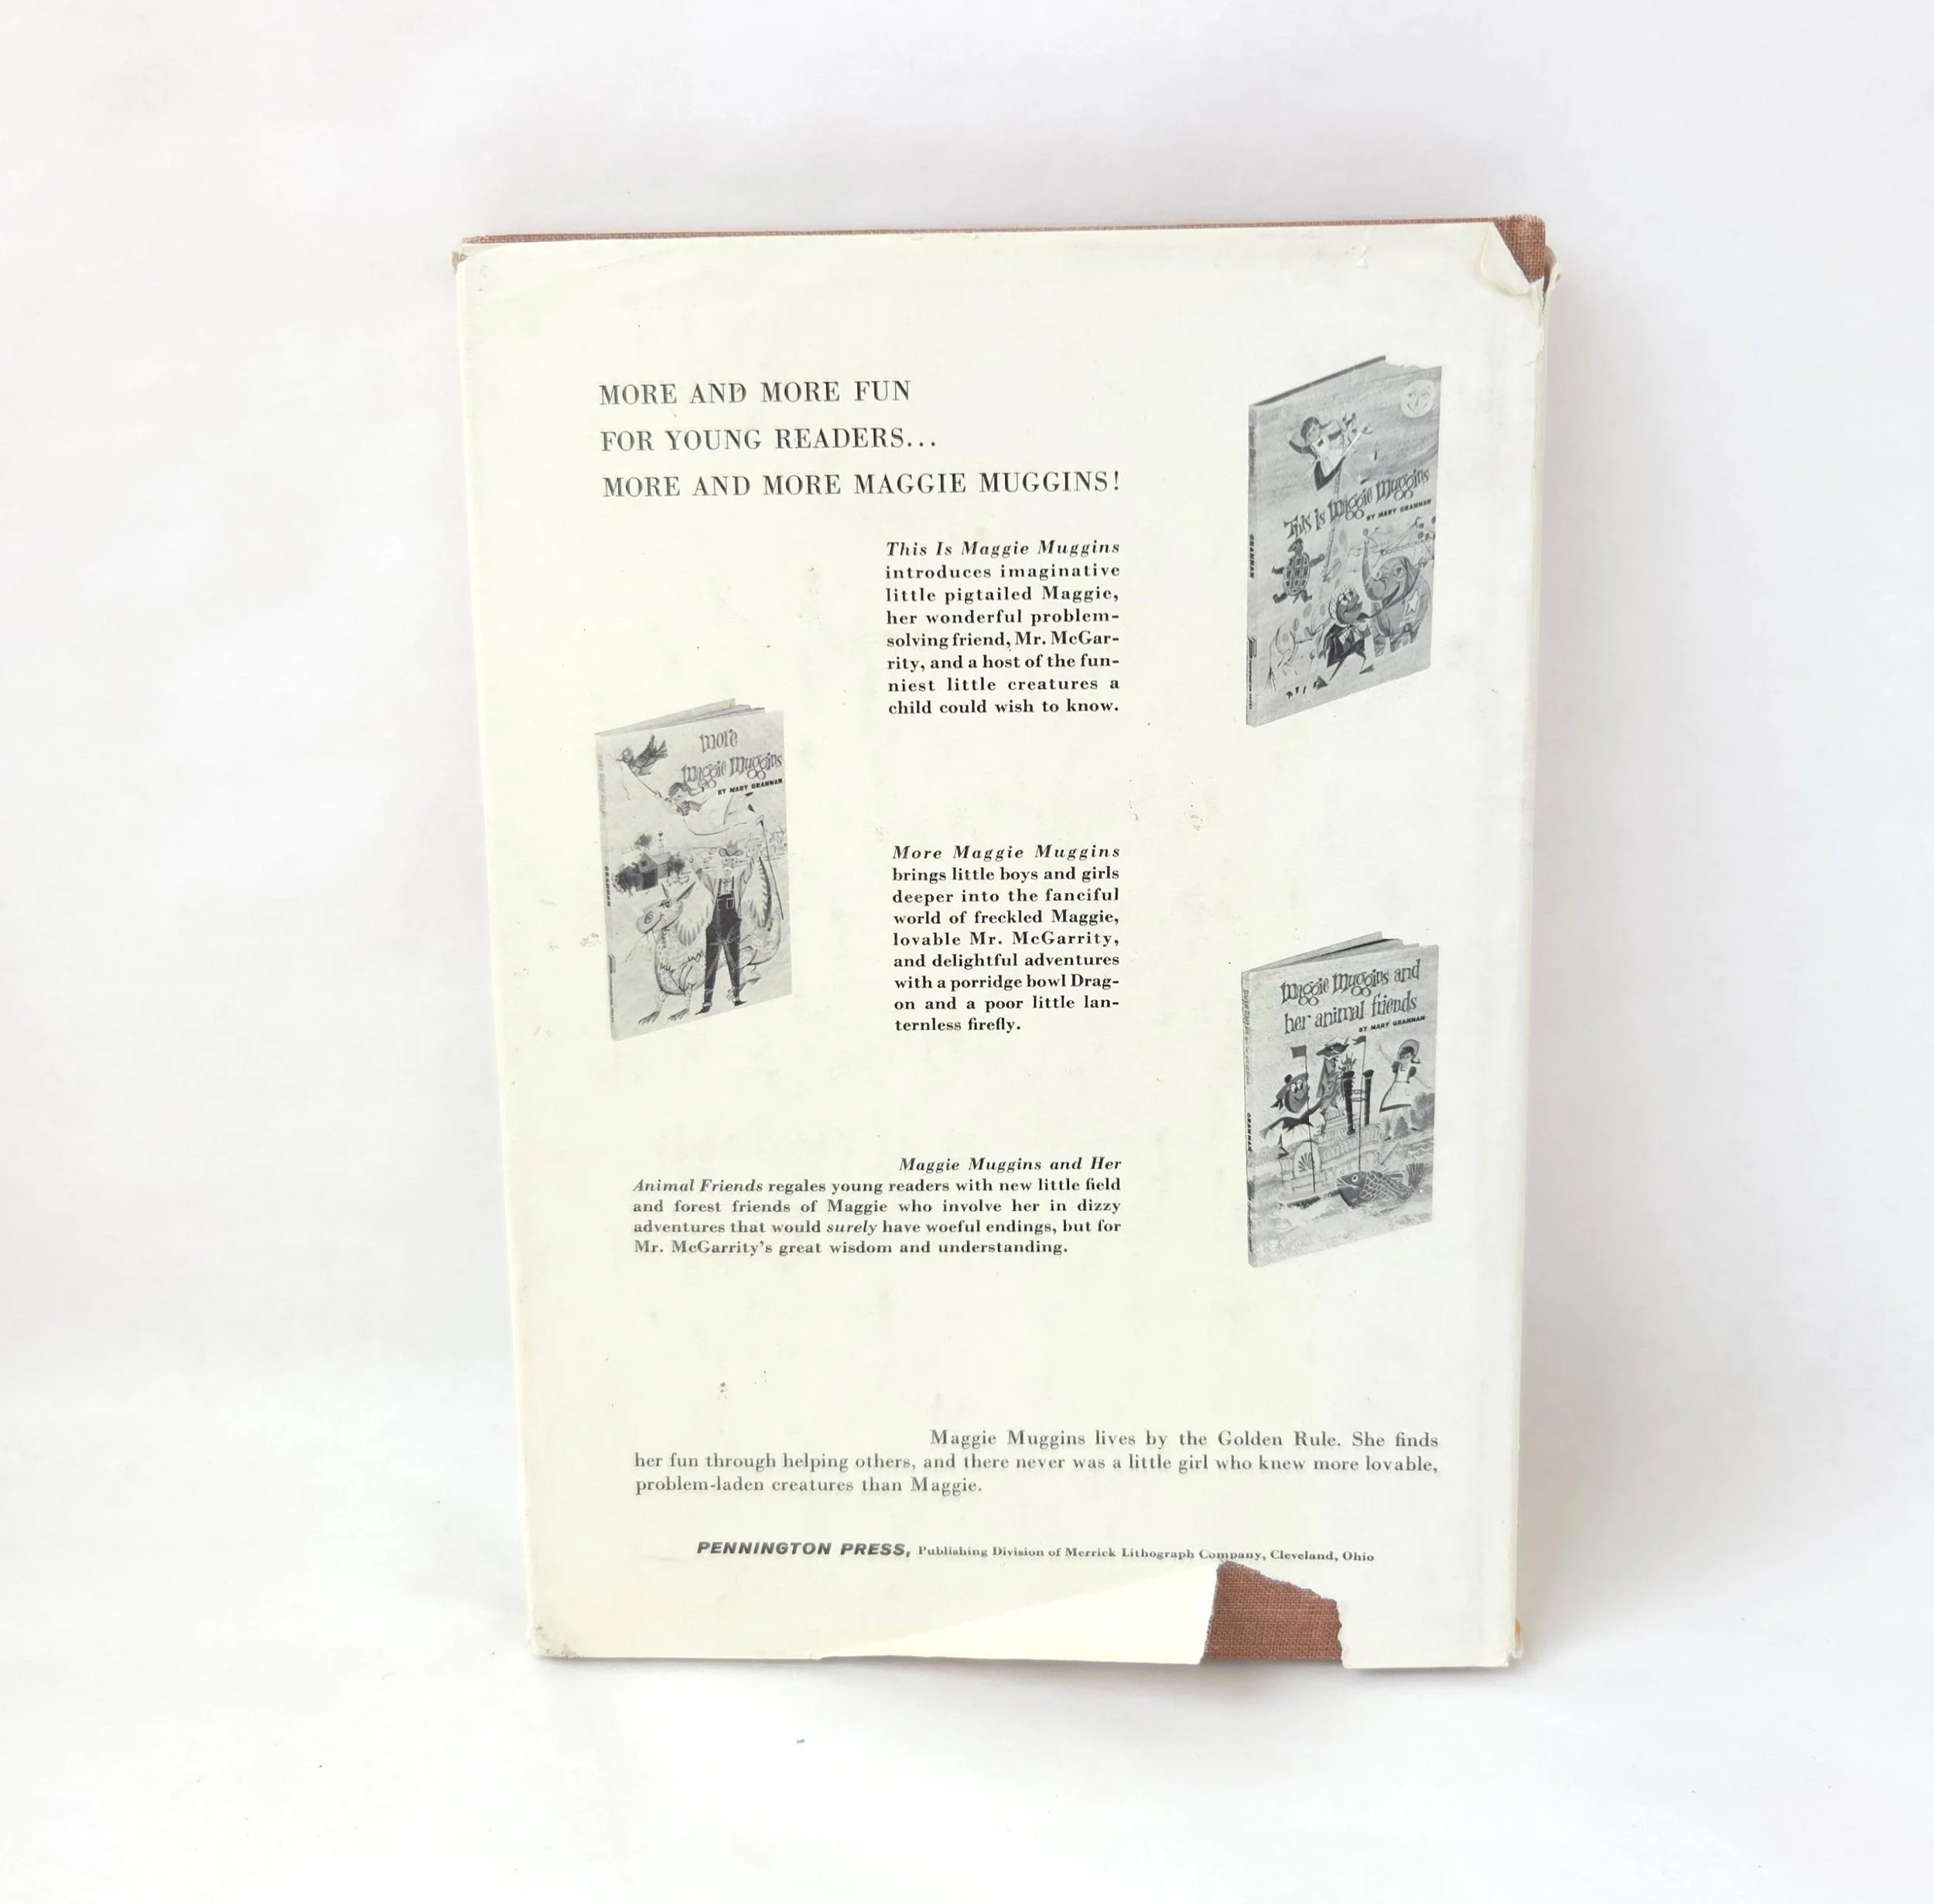 MORE AND MORE FUN
FOR YOUNG READERS...
MORE AND MORE MAGGIE MUGGINS!
This Is Maggie Muggins
introduces imaginative
little pigtailed Maggie,
her wonderful problem-
solving friend, Mr. McGar-
rity, and a host of the fun-
niest little creatures a
child could wish to know.
This is Maggie Muggins
BY MARY GRANNAN
GRANNAN
more
Maggie Muggins
BY MARY GRANNAN
GRANNAN
More Maggie Muggins
brings little boys and girls
deeper into the fanciful
world of freckled Maggie,
lovable Mr. McGarrity,
and delightful adventures
with a porridge bowl Drag-
on and a poor little lan-
ternless firefly.
Maggie Muggins and
her animal friends
BY MARY GRANNAN
GRANNAN
Maggie Muggins and Her
Animal Friends regales young readers with new little field
and forest friends of Maggie who involve her in dizzy
adventures that would surely have woeful endings, but for
Mr. McGarrity's great wisdom and understanding.
Maggie Muggins lives by the Golden Rule. She finds
her fun through helping others, and there never was a little girl who knew more lovable,
problem-laden creatures than Maggie.
PENNINGTON PRESS, Publishing Division of Merrick Lithograph Company, Cleveland, Ohio